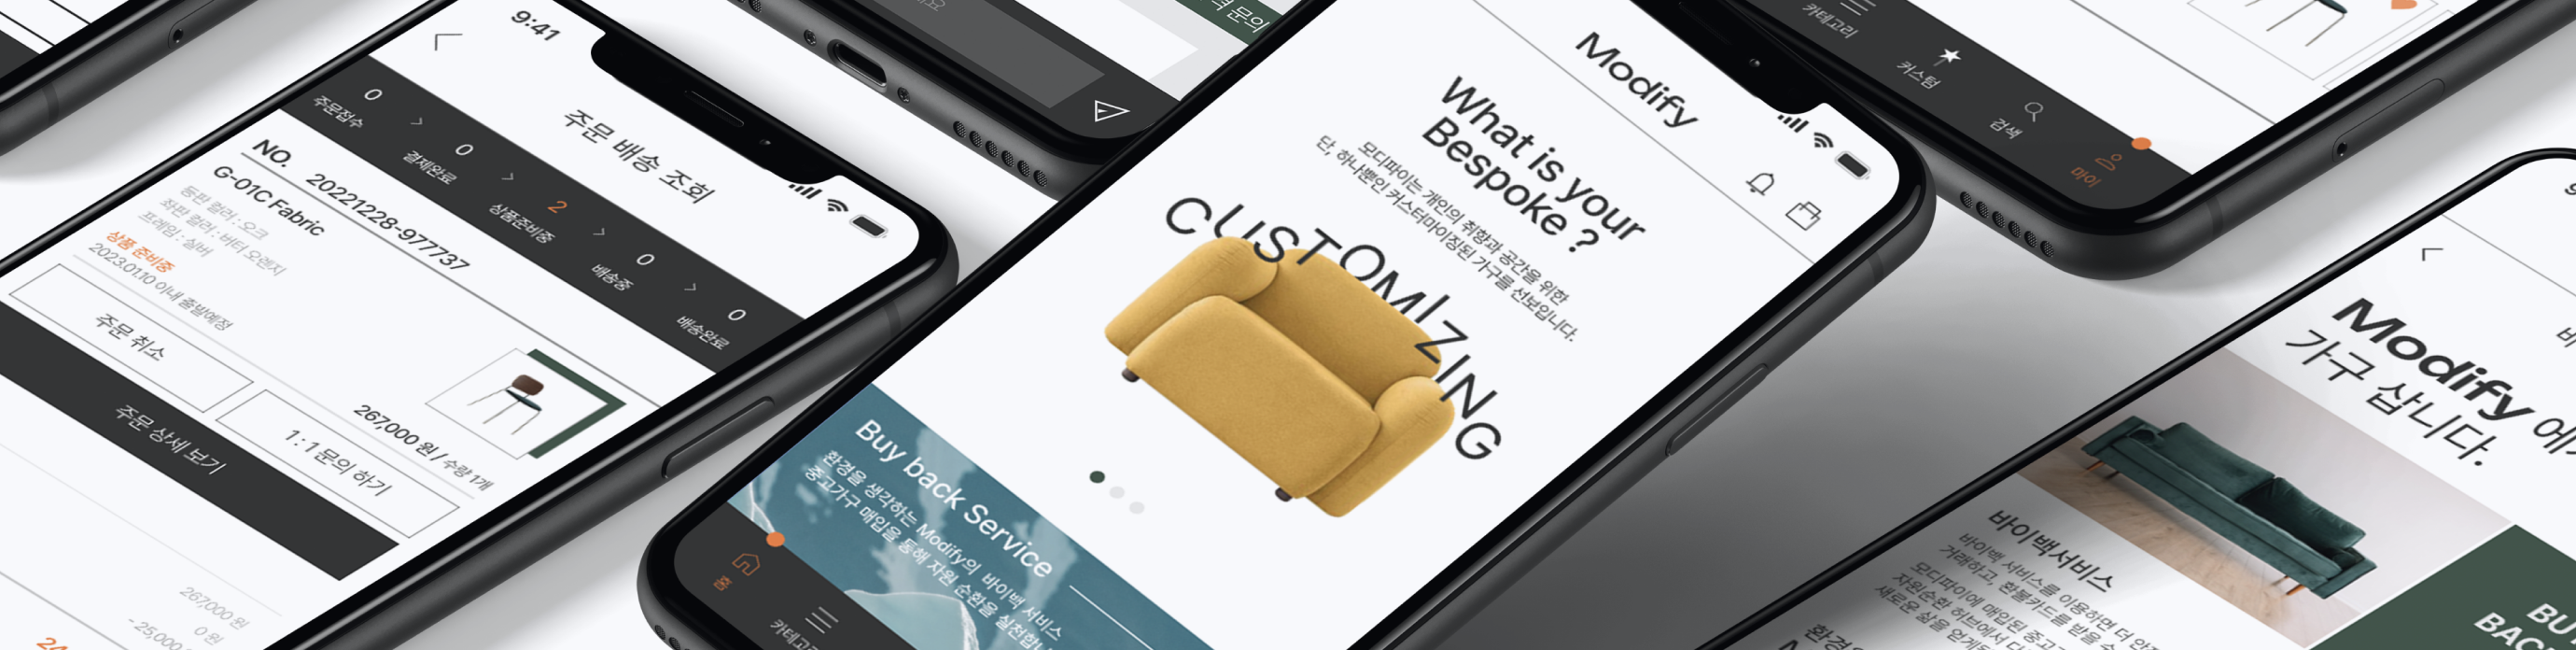 9:41
주문 배송 조회
0
주문접수
0
결제완료
2
상품준비중
0
배송중
0
배송완료
NO. 20221228-977737
G-01C Fabric
등판 컬러 : 오크
좌판 컬러 : 버터 오렌지
프레임 : 실버
상품 준비중
2023.01.10 이내 출발예정
267,000 원 / 수량 1개
주문 취소
1 : 1 문의 하기
주문 상세 보기
267,000 원
0 원
- 25,000
문의
Modify
What is your
Bespoke ?
모디파이는 개인의 취향과 공간을 위한
단, 하나뿐인 커스터마이징된 가구를 선보입니다.
CUSTOMIZING
Buy back Service
환경을 생각하는 Modify의 바이백 서비스
중고가구 매입을 통해 자원 순환을 실천합니
홈
카테고리
카테고리
커스텀
검색
마이
Modify 에
가구 삽니다.
바이백서비스
바이백 서비스를 이용하면 더 안전
거래하고, 환불카드를 받을 수
모디파이에 매입된 중고
자원순환 허브에서 다
새로운 삶을 얻게
BU
BAC